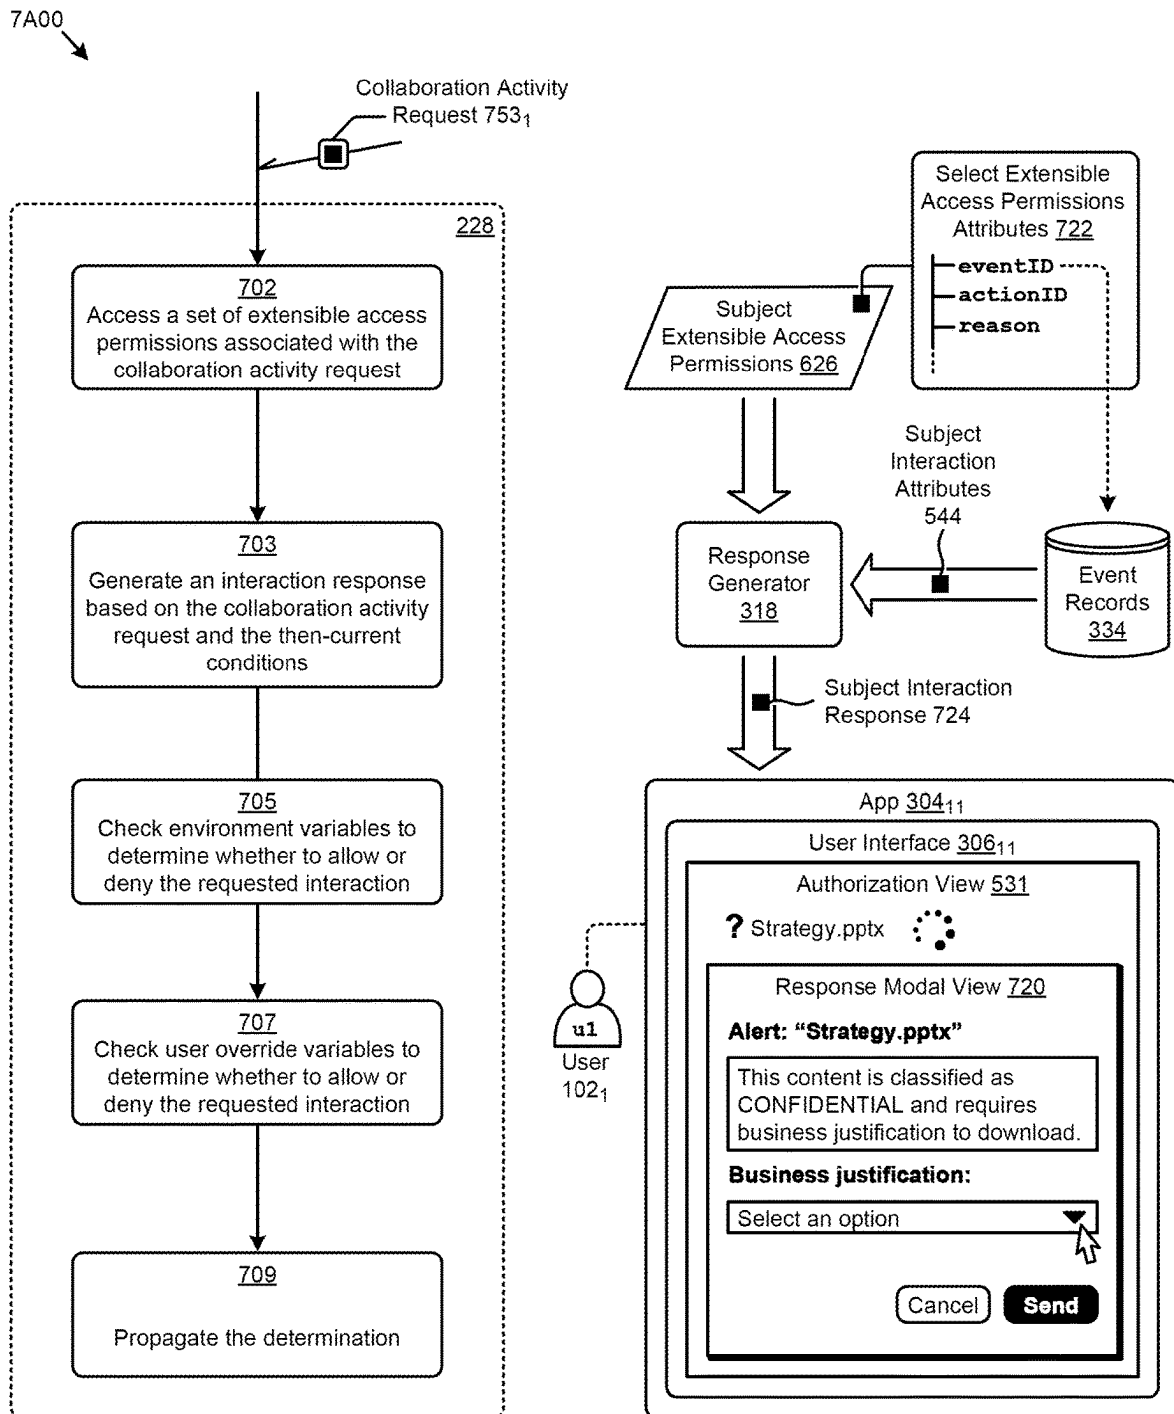 7A00
Collaboration Activity
Request 753₁
228
702
Access a set of extensible access
permissions associated with the
collaboration activity request
703
Generate an interaction response
based on the collaboration activity
request and the then-current
conditions
705
Check environment variables to
determine whether to allow or
deny the requested interaction
707
Check user override variables to
determine whether to allow or
deny the requested interaction
709
Propagate the determination
Select Extensible
Access Permissions
Attributes 722
eventID
actionID
reason
Subject
Extensible Access
Permissions 626
Subject
Interaction
Attributes
544
Response
Generator
318
Event
Records
334
Subject Interaction
Response 724
App 304₁₁
User Interface 306₁₁
Authorization View 531
? Strategy.pptx
Response Modal View 720
Alert: “Strategy.pptx”
This content is classified as
CONFIDENTIAL and requires
business justification to download.
Business justification:
Select an option
Cancel
Send
u1
User
102₁